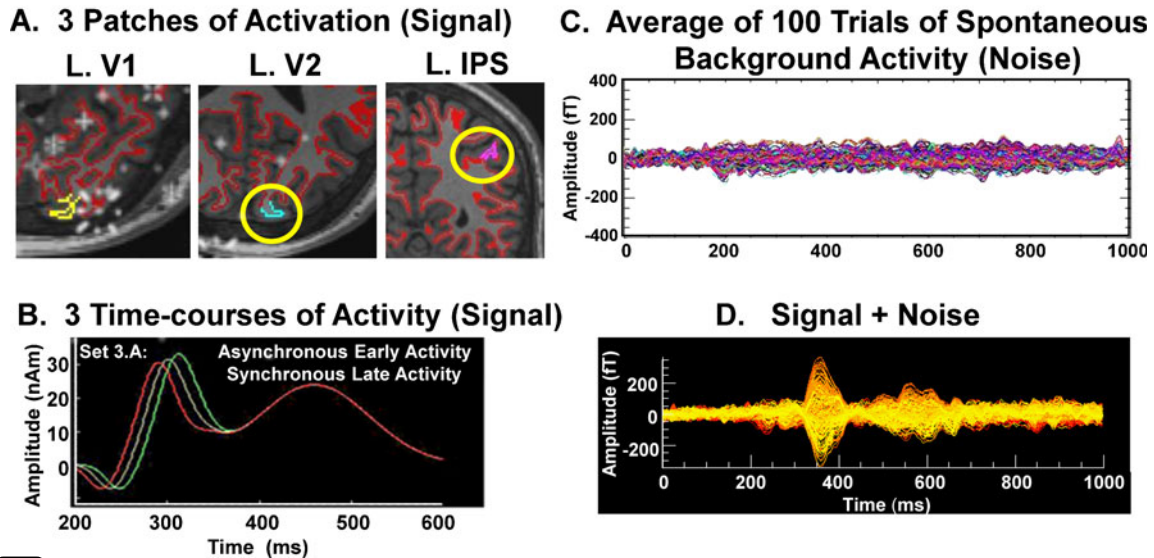 A. 3 Patches of Activation (Signal)
L. V1
L. V2
L. IPS
B. 3 Time-courses of Activity (Signal)
Set 3.A:
Asynchronous Early Activity
Synchronous Late Activity
Amplitude (nAm)
30
20
10
0
200
300
400
500
600
Time (ms)
C. Average of 100 Trials of Spontaneous
Background Activity (Noise)
Amplitude (fT)
400
200
0
-200
-400
0
200
400
600
800
1000
D. Signal + Noise
Amplitude (fT)
200
0
-200
0
200
400
600
800
1000
Time (ms)